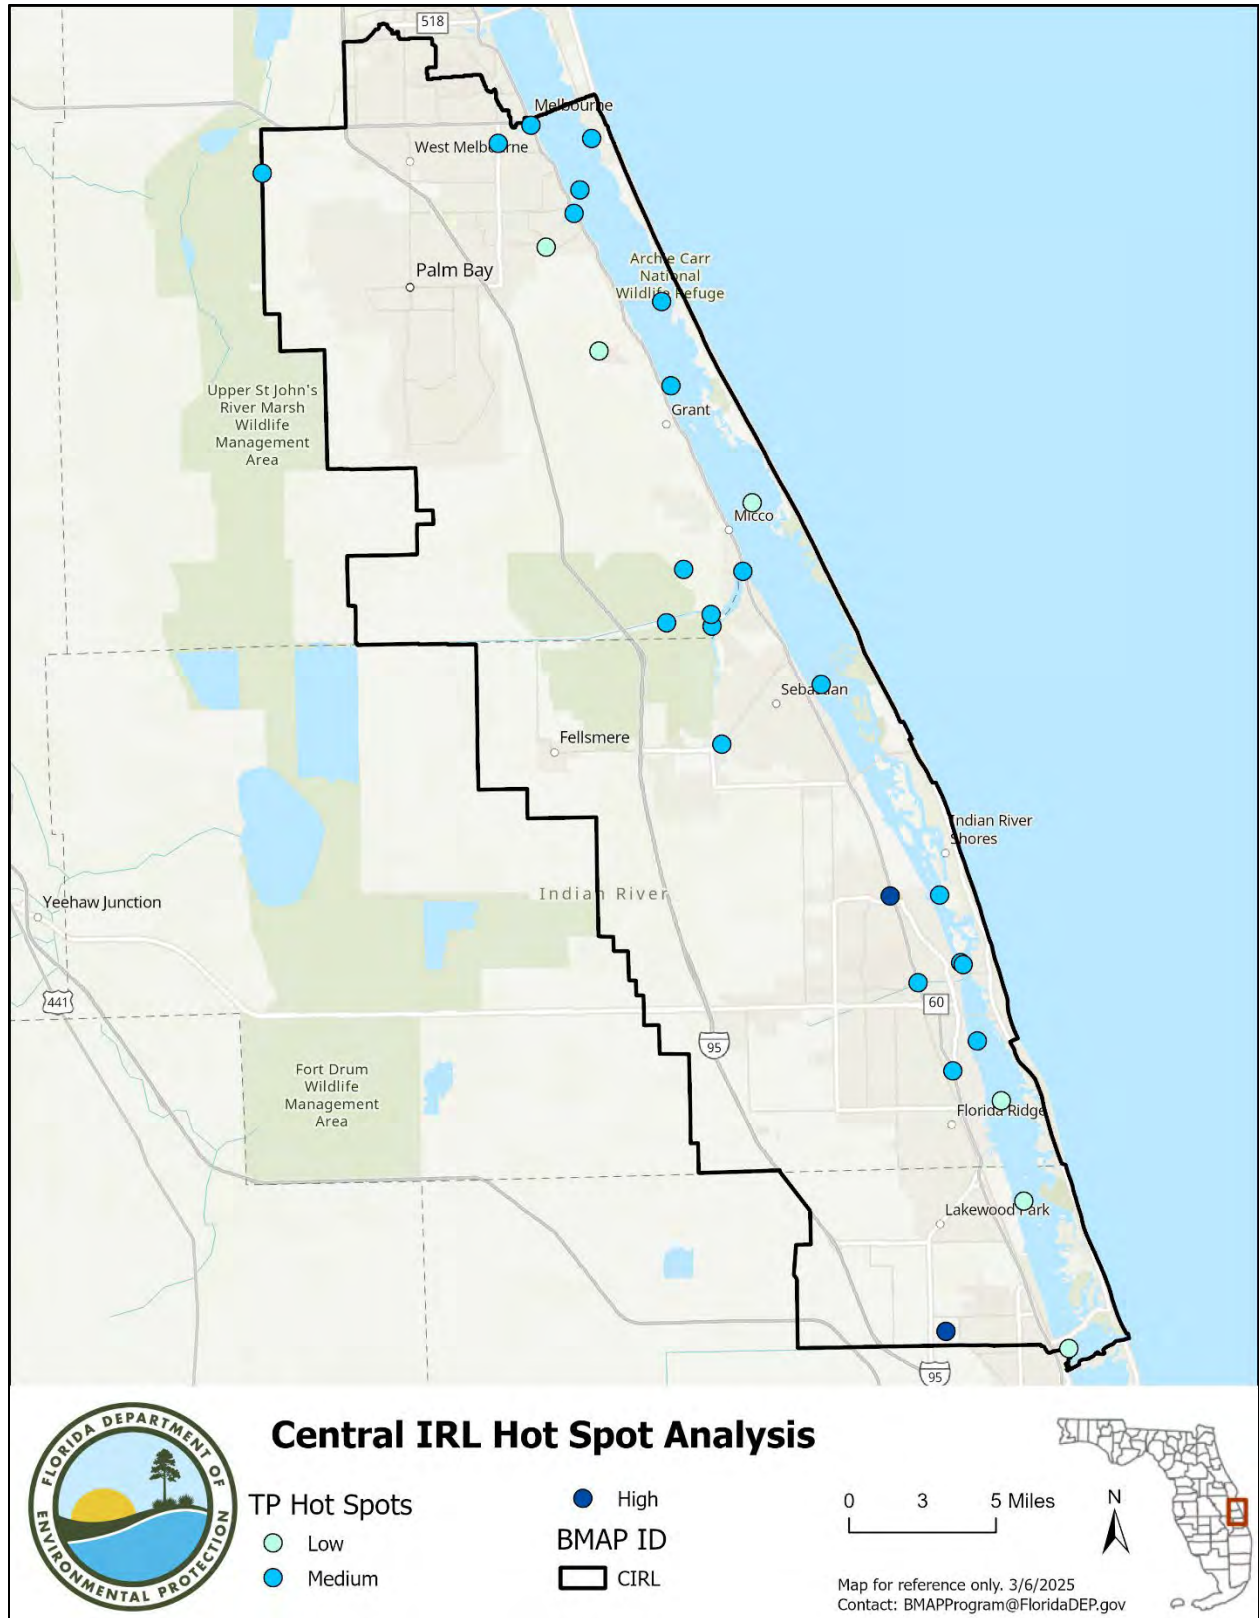 518
Melbourne
West Melbourne
Palm Bay
Archie Carr
National
Wildlife Refuge
Upper St John's
River Marsh
Wildlife
Management
Area
Grant
Micco
Sebastian
Fellsmere
Indian River
Shores
Indian River
Yeehaw Junction
441
60
95
Fort Drum
Wildlife
Management
Area
Florida Ridge
Lakewood Park
95
Central IRL Hot Spot Analysis
FLORIDA DEPARTMENT OF
ENVIRONMENTAL PROTECTION
TP Hot Spots
Low
Medium
High
BMAP ID
CIRL
0 3 5 Miles
N
Map for reference only. 3/6/2025
Contact: BMAPProgram@FloridaDEP.gov